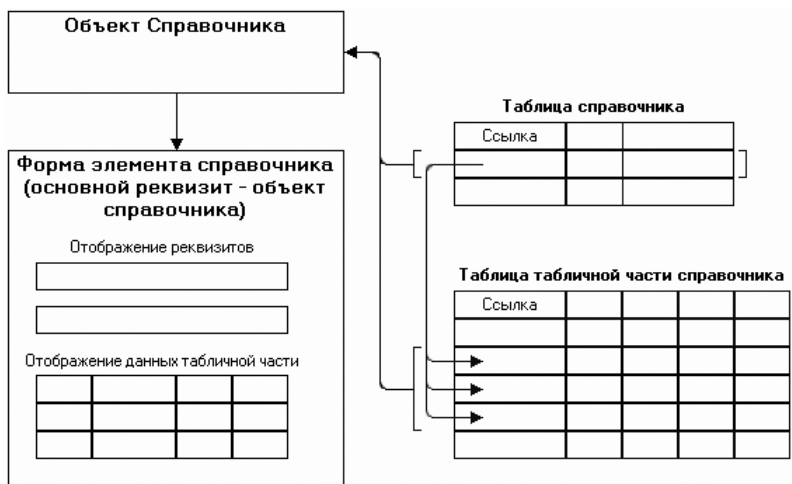 Объект Справочника
Таблица справочника
Ссылка
Форма элемента справочника
(основной реквизит - объект
справочника)
Отображение реквизитов
Таблица табличной части справочника
Ссылка
Отображение данных табличной части